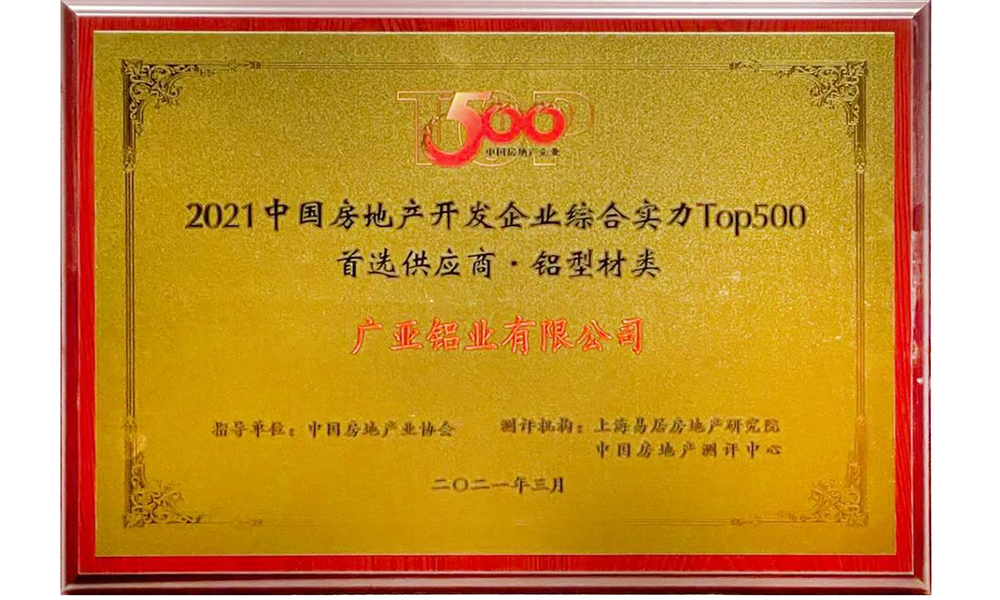 TOP
500
中国房地产企业
2021中国房地产开发企业综合实力Top500
首选供应商·铝型材类
广亚铝业有限公司
指导单位：中国房地产业协会 测评机构：上海易居房地产研究院
中国房地产测评中心
二〇二一年三月